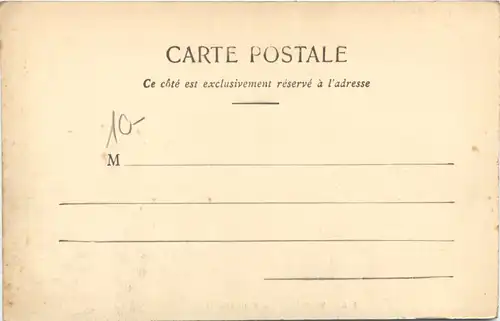 CARTE POSTALE
Ce côté est exclusivement réservé à l'adresse
10-
M